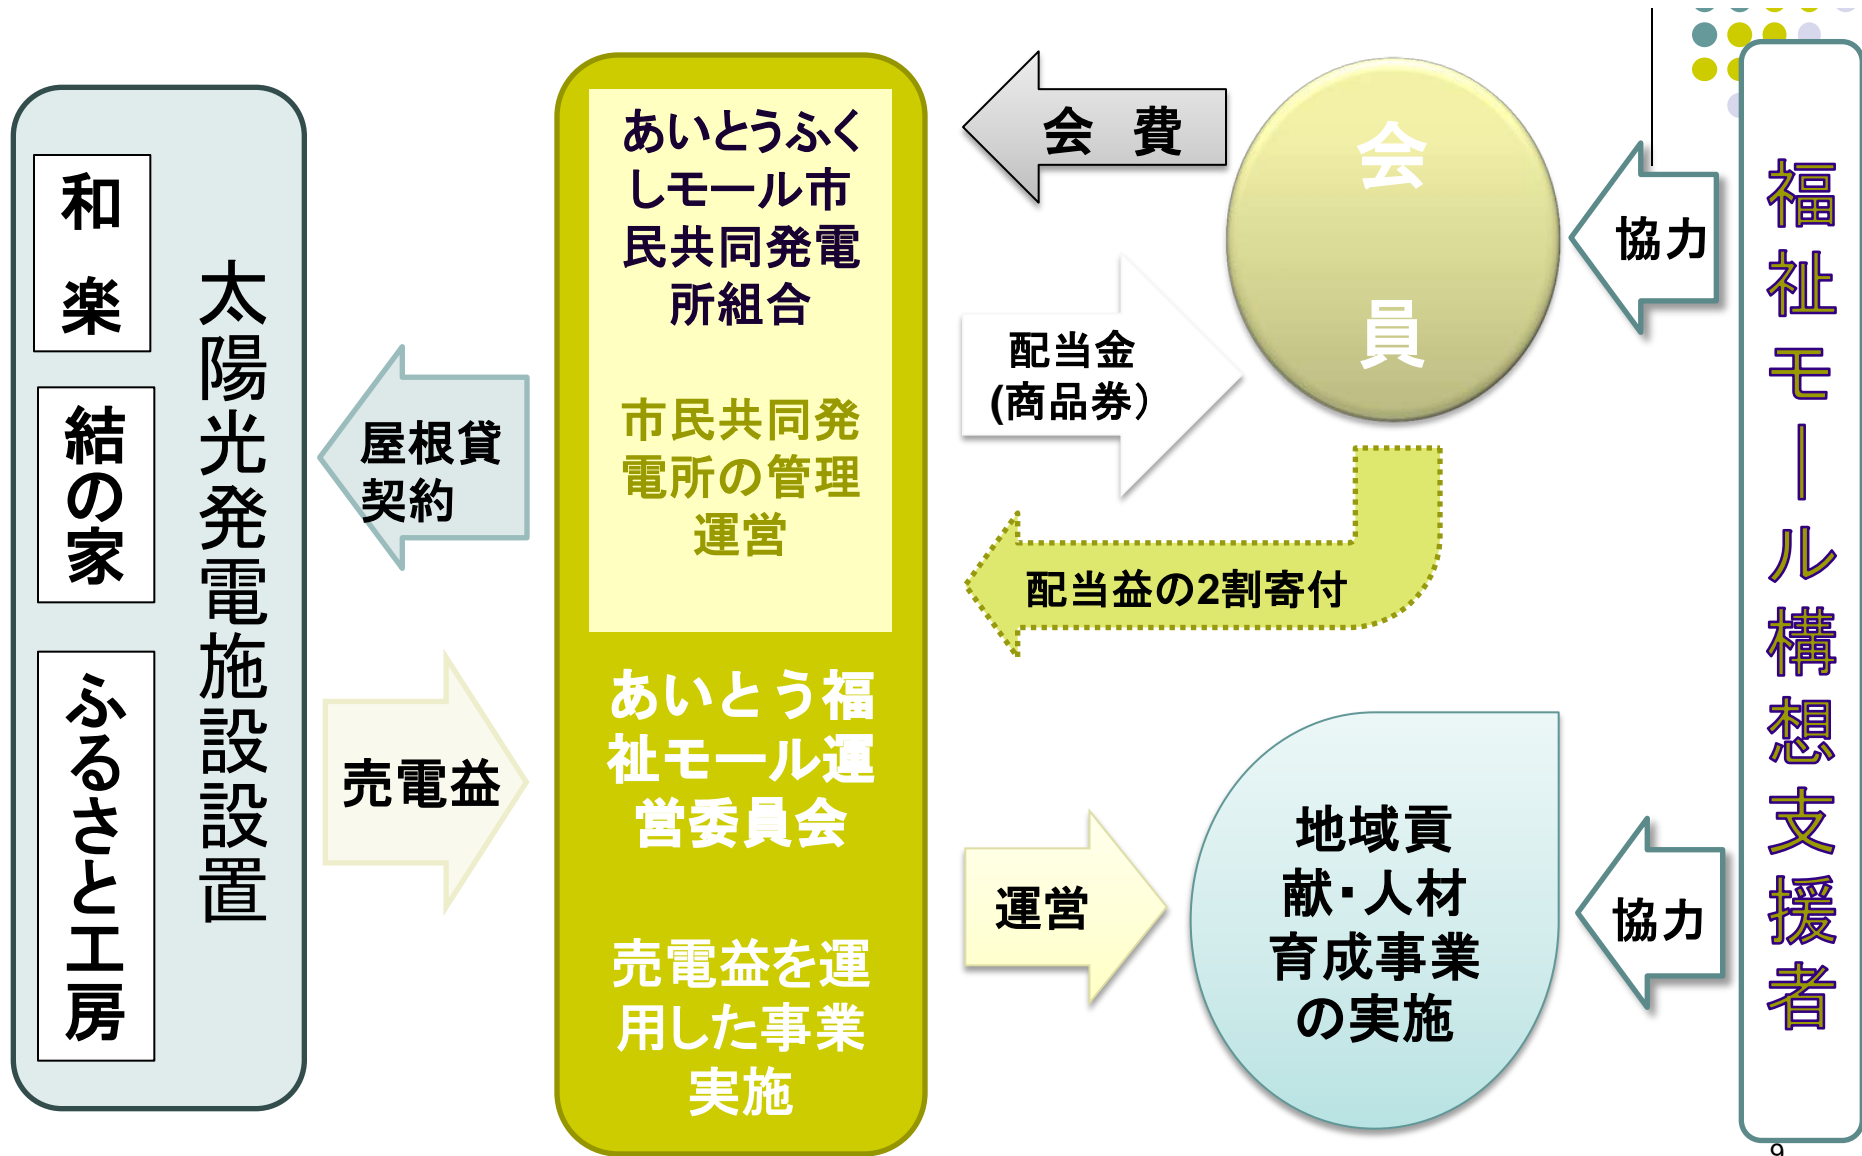 和楽
結の家
ふるさと工房
太陽光発電施設設置
屋根貸
契約
売電益
あいとうふく
しモール市
民共同発電
所組合
市民共同発
電所の管理
運営
あいとう福
祉モール運
営委員会
売電益を運
用した事業
実施
会　費
配当金
(商品券）
配当益の2割寄付
運営
会
員
地域貢
献・人材
育成事業
の実施
協力
協力
福祉モール構想支援者
9